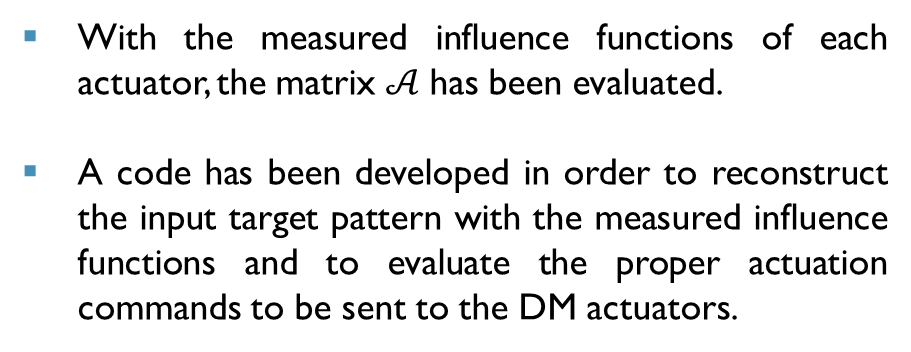 ▪ With the measured influence functions of each
actuator, the matrix 𝒜 has been evaluated.
▪ A code has been developed in order to reconstruct
the input target pattern with the measured influence
functions and to evaluate the proper actuation
commands to be sent to the DM actuators.